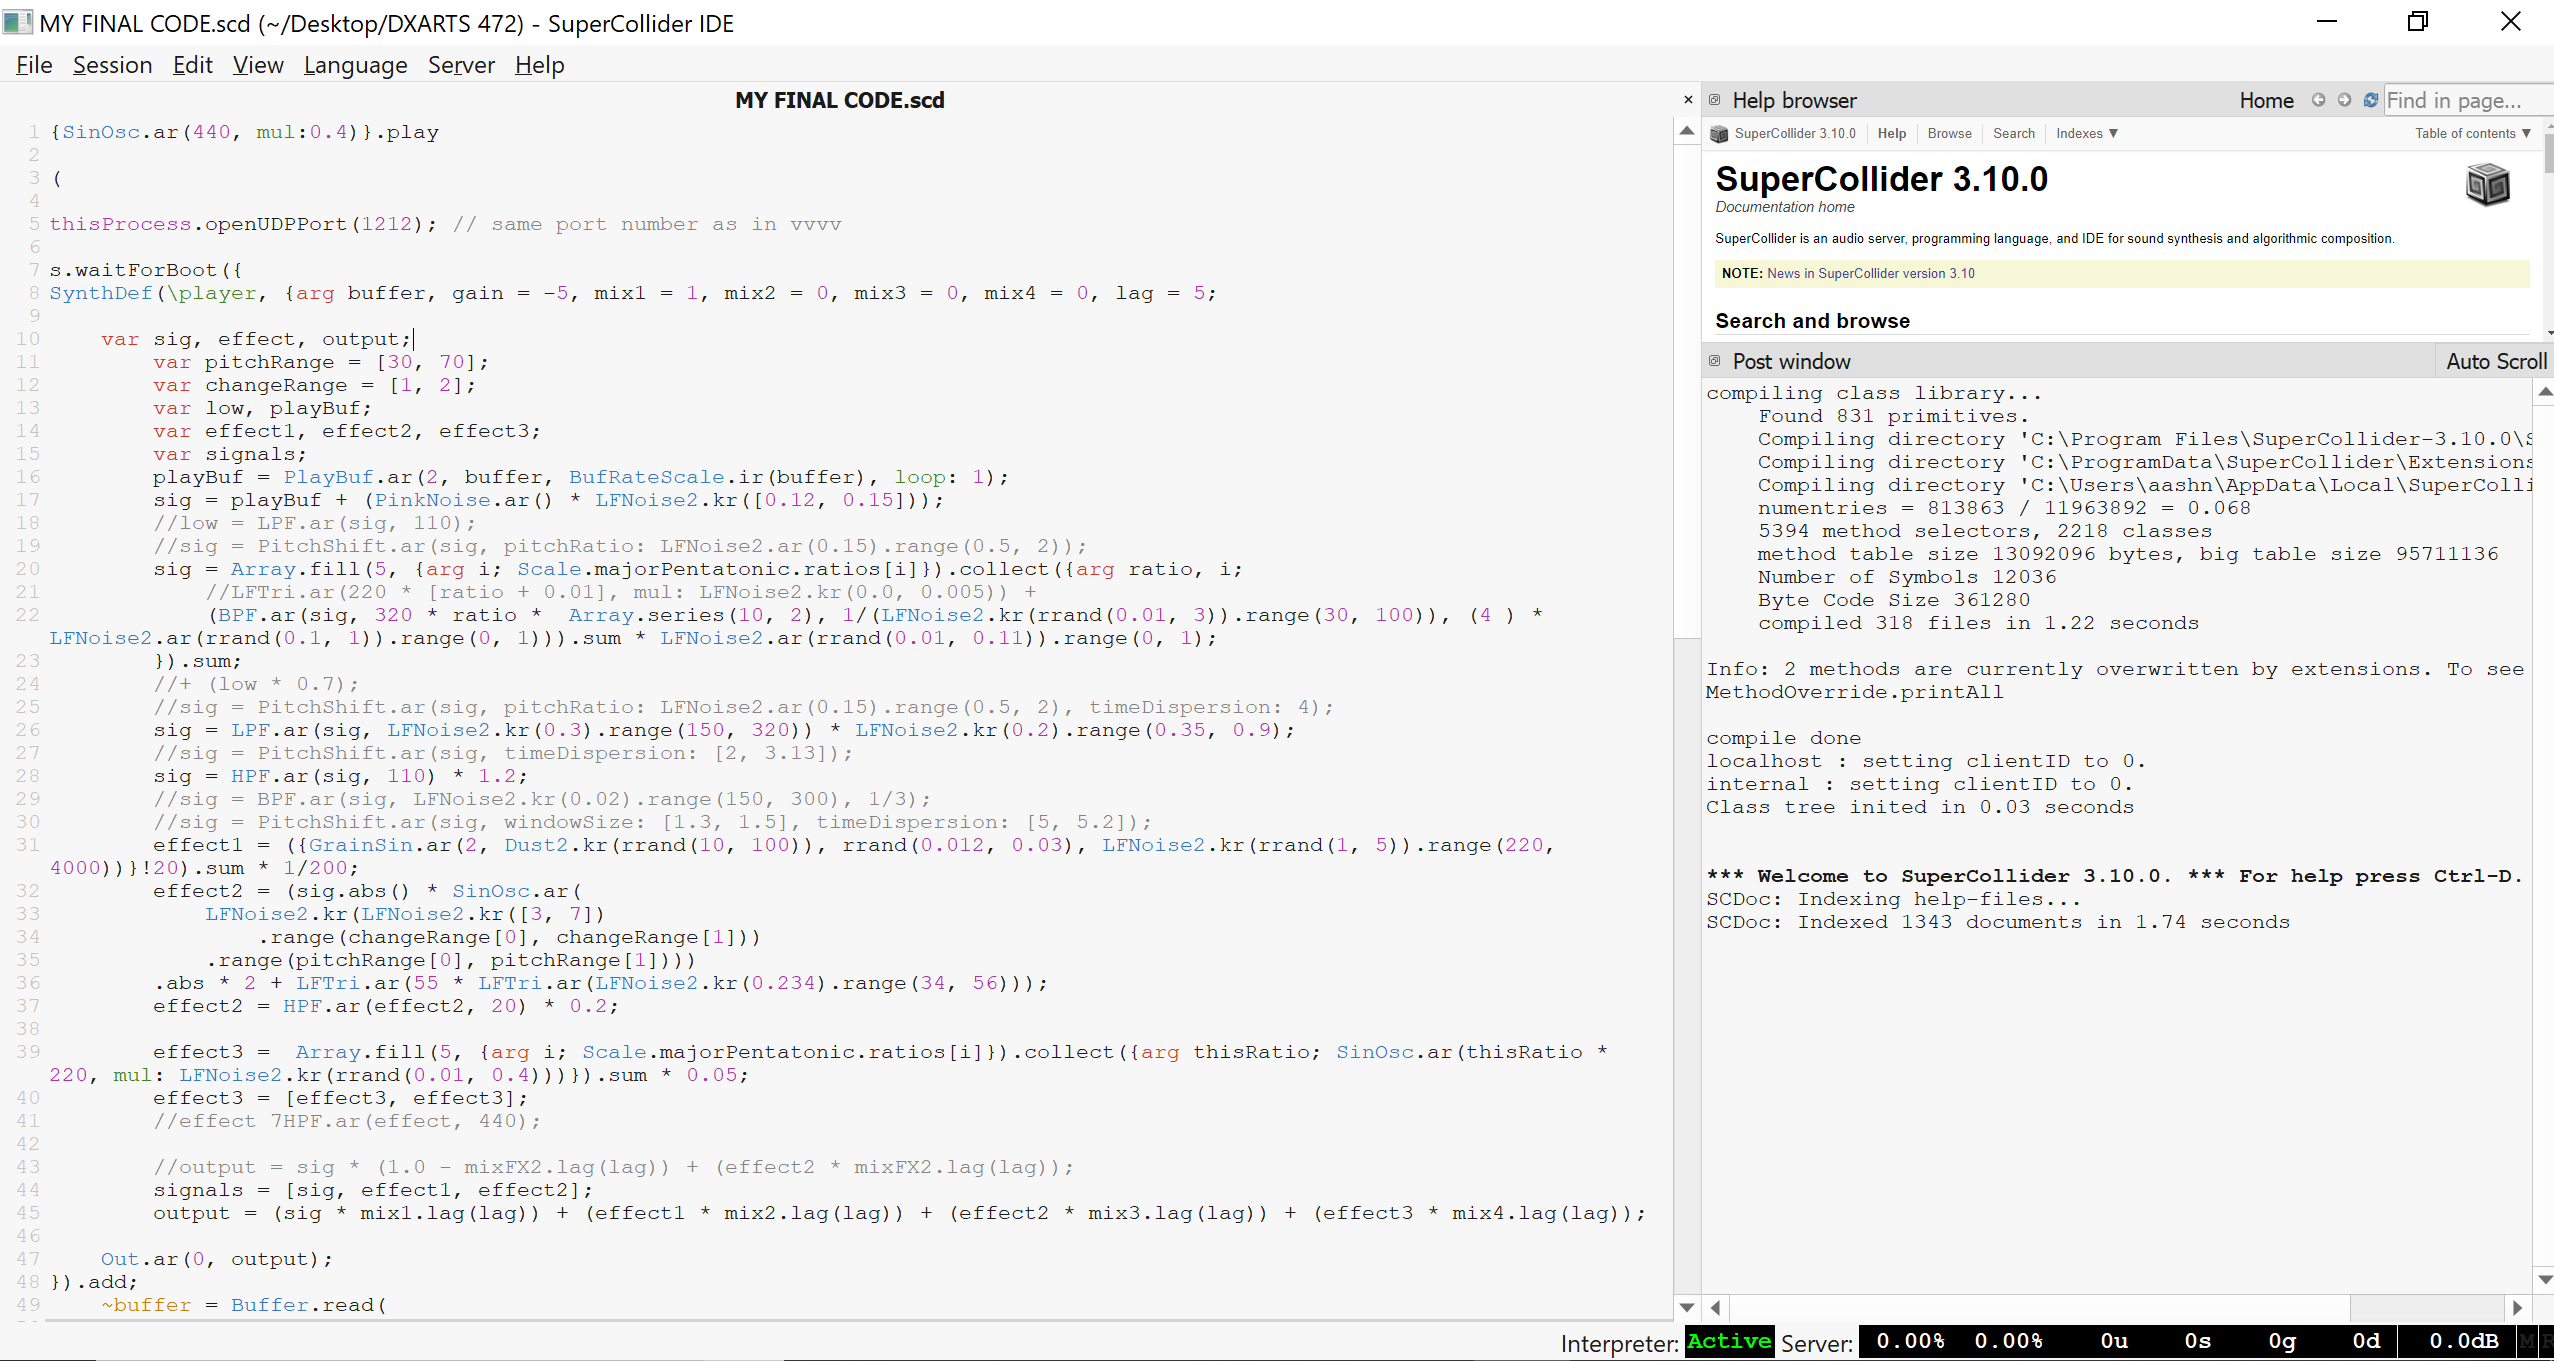 MY FINAL CODE.scd (~/Desktop/DXARTS 472) - SuperCollider IDE
File Session Edit View Language Server Help
MY FINAL CODE.scd
1 {SinOsc.ar(440, mul:0.4)}.play
2
3 (
4
5 thisProcess.openUDPPort(1212); // same port number as in vvvv
6
7 s.waitForBoot({
8 SynthDef(\player, {arg buffer, gain = -5, mix1 = 1, mix2 = 0, mix3 = 0, mix4 = 0, lag = 5;
9
10 var sig, effect, output;
11 var pitchRange = [30, 70];
12 var changeRange = [1, 2];
13 var low, playBuf;
14 var effect1, effect2, effect3;
15 var signals;
16 playBuf = PlayBuf.ar(2, buffer, BufRateScale.ir(buffer), loop: 1);
17 sig = playBuf + (PinkNoise.ar() * LFNoise2.kr([0.12, 0.15]));
18 //low = LPF.ar(sig, 110);
19 //sig = PitchShift.ar(sig, pitchRatio: LFNoise2.ar(0.15).range(0.5, 2));
20 sig = Array.fill(5, {arg i; Scale.majorPentatonic.ratios[i]}).collect({arg ratio, i;
21 //LFTri.ar(220 * [ratio + 0.01], mul: LFNoise2.kr(0.0, 0.005)) +
22 (BPF.ar(sig, 320 * ratio *  Array.series(10, 2), 1/(LFNoise2.kr(rrand(0.01, 3)).range(30, 100)), (4 ) *
LFNoise2.ar(rrand(0.1, 1)).range(0, 1))).sum * LFNoise2.ar(rrand(0.01, 0.11)).range(0, 1);
23 }).sum;
24 //+ (low * 0.7);
25 //sig = PitchShift.ar(sig, pitchRatio: LFNoise2.ar(0.15).range(0.5, 2), timeDispersion: 4);
26 sig = LPF.ar(sig, LFNoise2.kr(0.3).range(150, 320)) * LFNoise2.kr(0.2).range(0.35, 0.9);
27 //sig = PitchShift.ar(sig, timeDispersion: [2, 3.13]);
28 sig = HPF.ar(sig, 110) * 1.2;
29 //sig = BPF.ar(sig, LFNoise2.kr(0.02).range(150, 300), 1/3);
30 //sig = PitchShift.ar(sig, windowSize: [1.3, 1.5], timeDispersion: [5, 5.2]);
31 effect1 = ({GrainSin.ar(2, Dust2.kr(rrand(10, 100)), rrand(0.012, 0.03), LFNoise2.kr(rrand(1, 5)).range(220,
4000))}!20).sum * 1/200;
32 effect2 = (sig.abs() * SinOsc.ar(
33 LFNoise2.kr(LFNoise2.kr([3, 7])
34 .range(changeRange[0], changeRange[1]))
35 .range(pitchRange[0], pitchRange[1])))
36 .abs * 2 + LFTri.ar(55 * LFTri.ar(LFNoise2.kr(0.234).range(34, 56)));
37 effect2 = HPF.ar(effect2, 20) * 0.2;
38
39 effect3 =  Array.fill(5, {arg i; Scale.majorPentatonic.ratios[i]}).collect({arg thisRatio; SinOsc.ar(thisRatio *
220, mul: LFNoise2.kr(rrand(0.01, 0.4)))}).sum * 0.05;
40 effect3 = [effect3, effect3];
41 //effect 7HPF.ar(effect, 440);
42
43 //output = sig * (1.0 - mixFX2.lag(lag)) + (effect2 * mixFX2.lag(lag));
44 signals = [sig, effect1, effect2];
45 output = (sig * mix1.lag(lag)) + (effect1 * mix2.lag(lag)) + (effect2 * mix3.lag(lag)) + (effect3 * mix4.lag(lag));
46
47 Out.ar(0, output);
48 }).add;
49 ~buffer = Buffer.read(
Help browser Home Find in page...
SuperCollider 3.10.0 Help Browse Search Indexes ▼ Table of contents ▼
SuperCollider 3.10.0
Documentation home
SuperCollider is an audio server, programming language, and IDE for sound synthesis and algorithmic composition.
NOTE: News in SuperCollider version 3.10
Search and browse
Post window Auto Scroll
compiling class library...
Found 831 primitives.
Compiling directory 'C:\Program Files\SuperCollider-3.10.0\S
Compiling directory 'C:\ProgramData\SuperCollider\Extensions
Compiling directory 'C:\Users\aashn\AppData\Local\SuperColli
numentries = 813863 / 11963892 = 0.068
5394 method selectors, 2218 classes
method table size 13092096 bytes, big table size 95711136
Number of Symbols 12036
Byte Code Size 361280
compiled 318 files in 1.22 seconds
Info: 2 methods are currently overwritten by extensions. To see
MethodOverride.printAll
compile done
localhost : setting clientID to 0.
internal : setting clientID to 0.
Class tree inited in 0.03 seconds
*** Welcome to SuperCollider 3.10.0. *** For help press Ctrl-D.
SCDoc: Indexing help-files...
SCDoc: Indexed 1343 documents in 1.74 seconds
Interpreter: Active Server: 0.00% 0.00% 0u 0s 0g 0d 0.0dB M R